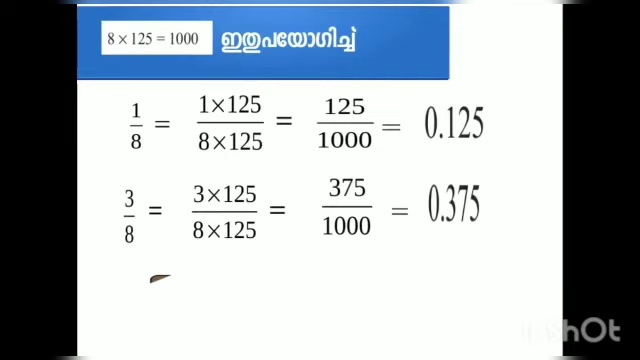 8 × 125 = 1000 ഇതുപയോഗിച്ച്
1/8 = 1×125/8×125 = 125/1000 = 0.125
3/8 = 3×125/8×125 = 375/1000 = 0.375
InShOt